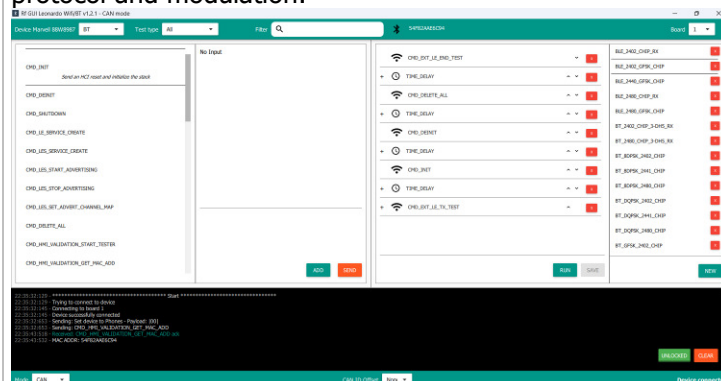 protocol and modulation.
Rf GUI Leonardo Wifi/BT v1.2.1 - CAN mode
Device Marvell 88W8987 BT Test type All Filter 54F82AAE6C94 Board 1
No Input
CMD_INIT
Send an HCI reset and initialize the stack
CMD_DEINIT
CMD_SHUTDOWN
CMD_LE_SERVICE_CREATE
CMD_LES_SERVICE_CREATE
CMD_LES_START_ADVERTISING
CMD_LES_STOP_ADVERTISING
CMD_LES_SET_ADVERT_CHANNEL_MAP
CMD_DELETE_ALL
CMD_HMI_VALIDATION_START_TESTER
CMD_HMI_VALIDATION_GET_MAC_ADD
ADD SEND
CMD_EXT_LE_END_TEST
+ TIME_DELAY
CMD_DELETE_ALL
+ TIME_DELAY
CMD_DEINIT
+ TIME_DELAY
CMD_INIT
+ TIME_DELAY
+ CMD_EXT_LE_TX_TEST
RUN SAVE
BLE_2402_CHIP_RX
BLE_2402_GFSK_CHIP
BLE_2440_GFSK_CHIP
BLE_2480_CHIP_RX
BLE_2480_GFSK_CHIP
BT_2402_CHIP_3-DH5_RX
BT_2480_CHIP_3-DH5_RX
BT_8DPSK_2402_CHIP
BT_8DPSK_2441_CHIP
BT_8DPSK_2480_CHIP
BT_DQPSK_2402_CHIP
BT_DQPSK_2441_CHIP
BT_DQPSK_2480_CHIP
BT_GFSK_2402_CHIP
NEW
Start
Trying to connect to device
Connecting to board 1
Device successfully connected
Sending: Set device to Phones - Payload:
Sending: CMD_HMI_VALIDATION_GET_MAC_ADD
Received: CMD_HMI_VALIDATION_GET_MAC_ADD ack
MAC ADDR: 54F82AAE6C94
UNLOCKED CLEAR
Mode CAN CAN ID Offset None Device connect